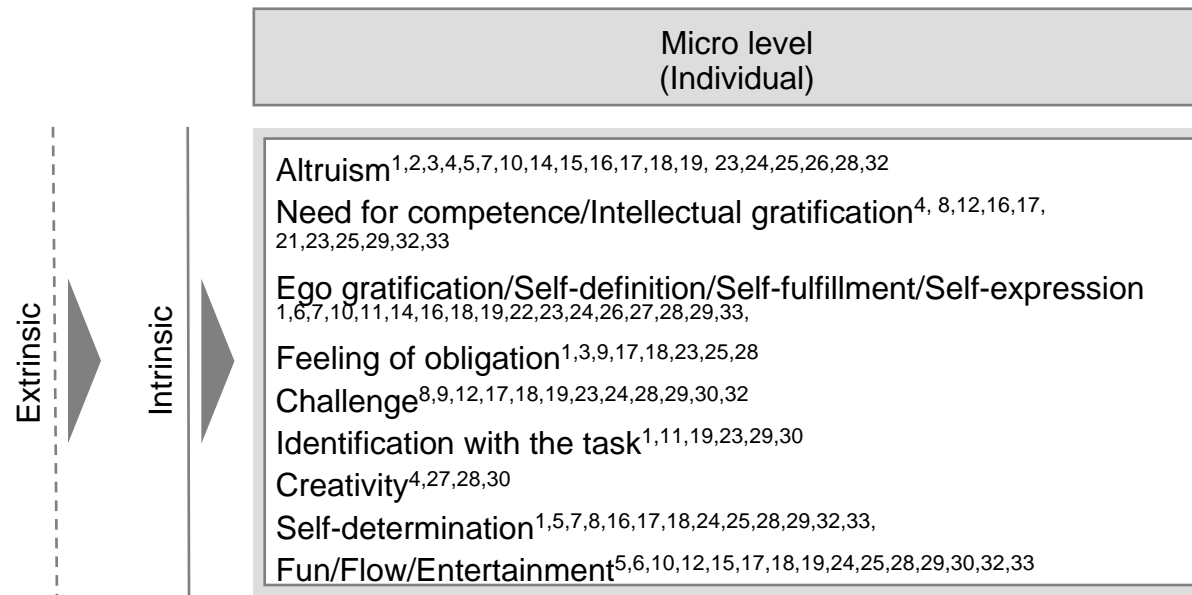 Micro level
(Individual)
Extrinsic
Intrinsic
Altruism1,2,3,4,5,7,10,14,15,16,17,18,19, 23,24,25,26,28,32
Need for competence/Intellectual gratification4, 8,12,16,17,
21,23,25,29,32,33
Ego gratification/Self-definition/Self-fulfillment/Self-expression
1,6,7,10,11,14,16,18,19,22,23,24,26,27,28,29,33,
Feeling of obligation1,3,9,17,18,23,25,28
Challenge8,9,12,17,18,19,23,24,28,29,30,32
Identification with the task1,11,19,23,29,30
Creativity4,27,28,30
Self-determination1,5,7,8,16,17,18,24,25,28,29,32,33,
Fun/Flow/Entertainment5,6,10,12,15,17,18,19,24,25,28,29,30,32,33